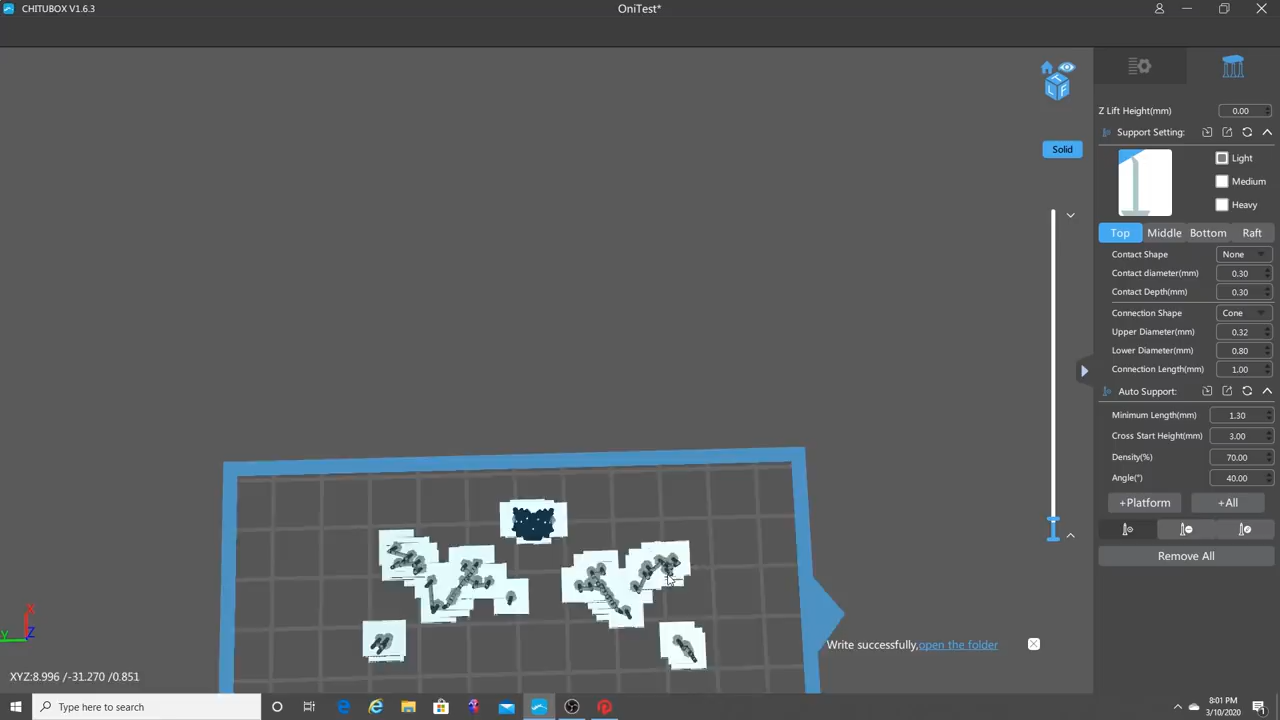 CHITUBOX V1.6.3
OniTest*
Solid
Z Lift Height(mm) 0.00
Support Setting:
Light
Medium
Heavy
Top Middle Bottom Raft
Contact Shape None
Contact diameter(mm) 0.30
Contact Depth(mm) 0.30
Connection Shape Cone
Upper Diameter(mm) 0.32
Lower Diameter(mm) 0.80
Connection Length(mm) 1.00
Auto Support:
Minimum Length(mm) 1.30
Cross Start Height(mm) 3.00
Density(%) 70.00
Angle(°) 40.00
+Platform +All
Remove All
X
Y
Z
Write successfully,open the folder
XYZ:8.996 /-31.270 /0.851
Type here to search
8:01 PM
3/10/2020
T
L F
1